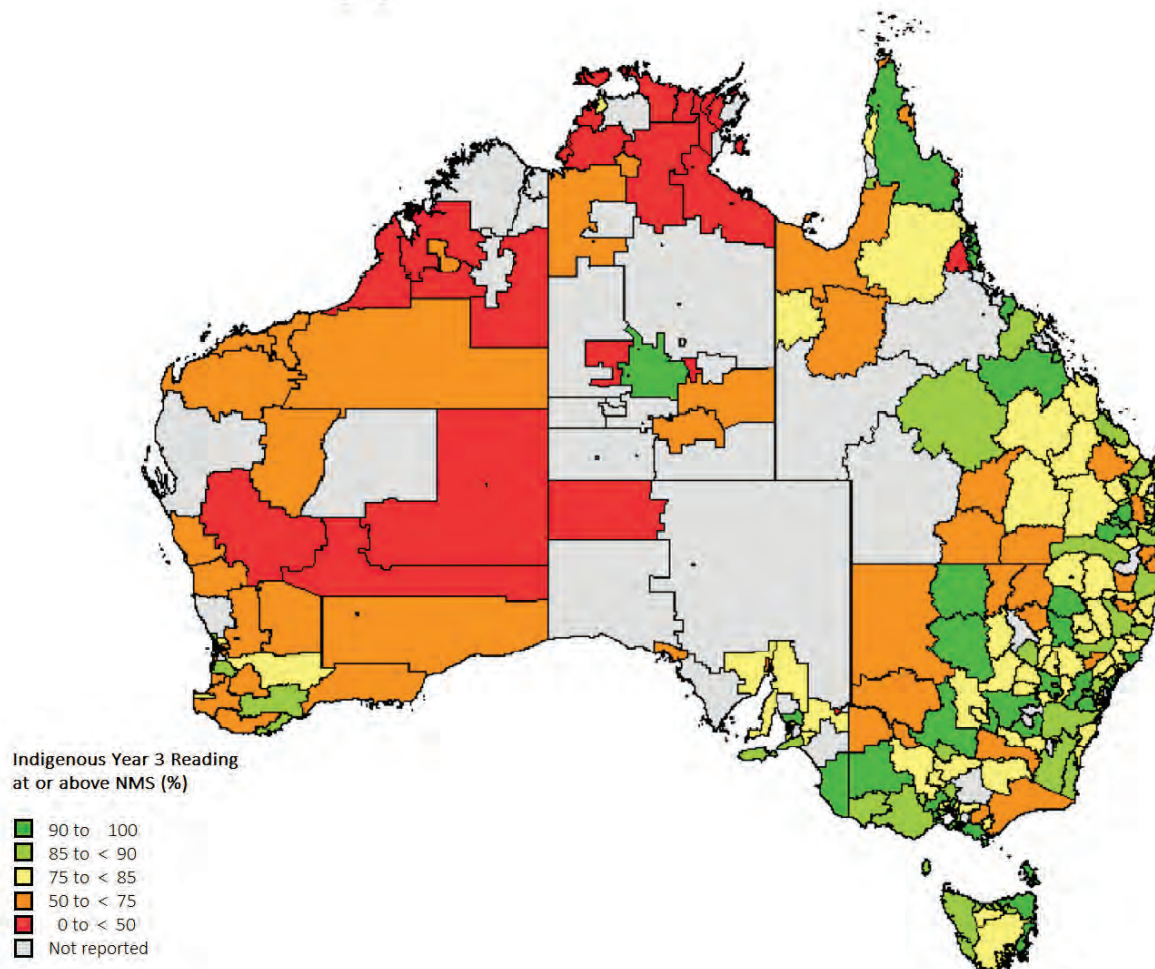 Indigenous Year 3 Reading
at or above NMS (%)
90 to 100
85 to < 90
75 to < 85
50 to < 75
0 to < 50
Not reported